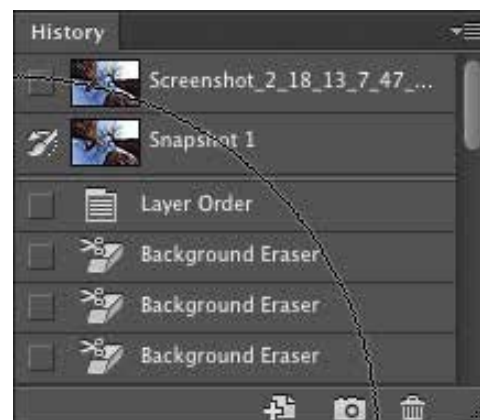 History
Screenshot_2_18_13_7_47_...
Snapshot 1
Layer Order
Background Eraser
Background Eraser
Background Eraser